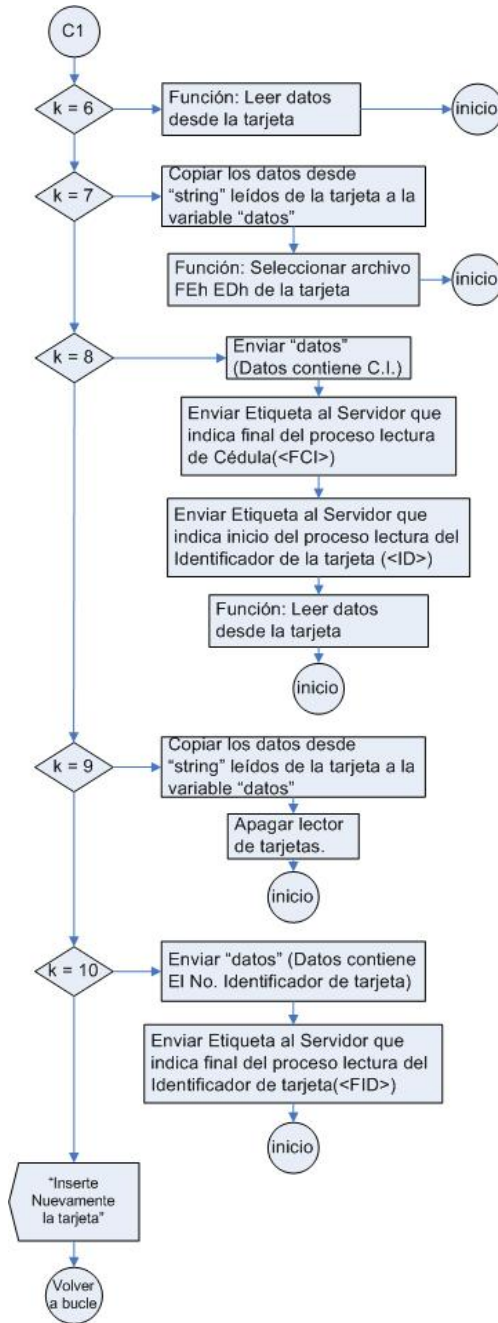 C1
k = 6
Función: Leer datos
desde la tarjeta
inicio
k = 7
Copiar los datos desde
“string” leídos de la tarjeta a la
variable “datos”
Función: Seleccionar archivo
FEh EDh de la tarjeta
inicio
k = 8
Enviar “datos”
(Datos contiene C.I.)
Enviar Etiqueta al Servidor que
indica final del proceso lectura
de Cédula(<FCI>)
Enviar Etiqueta al Servidor que
indica inicio del proceso lectura del
Identificador de la tarjeta (<ID>)
Función: Leer datos
desde la tarjeta
inicio
k = 9
Copiar los datos desde
“string” leídos de la tarjeta a la
variable “datos”
Apagar lector
de tarjetas.
inicio
k = 10
Enviar “datos” (Datos contiene
El No. Identificador de tarjeta)
Enviar Etiqueta al Servidor que
indica final del proceso lectura del
Identificador de tarjeta(<FID>)
inicio
“Inserte
Nuevamente
la tarjeta”
Volver
a bucle